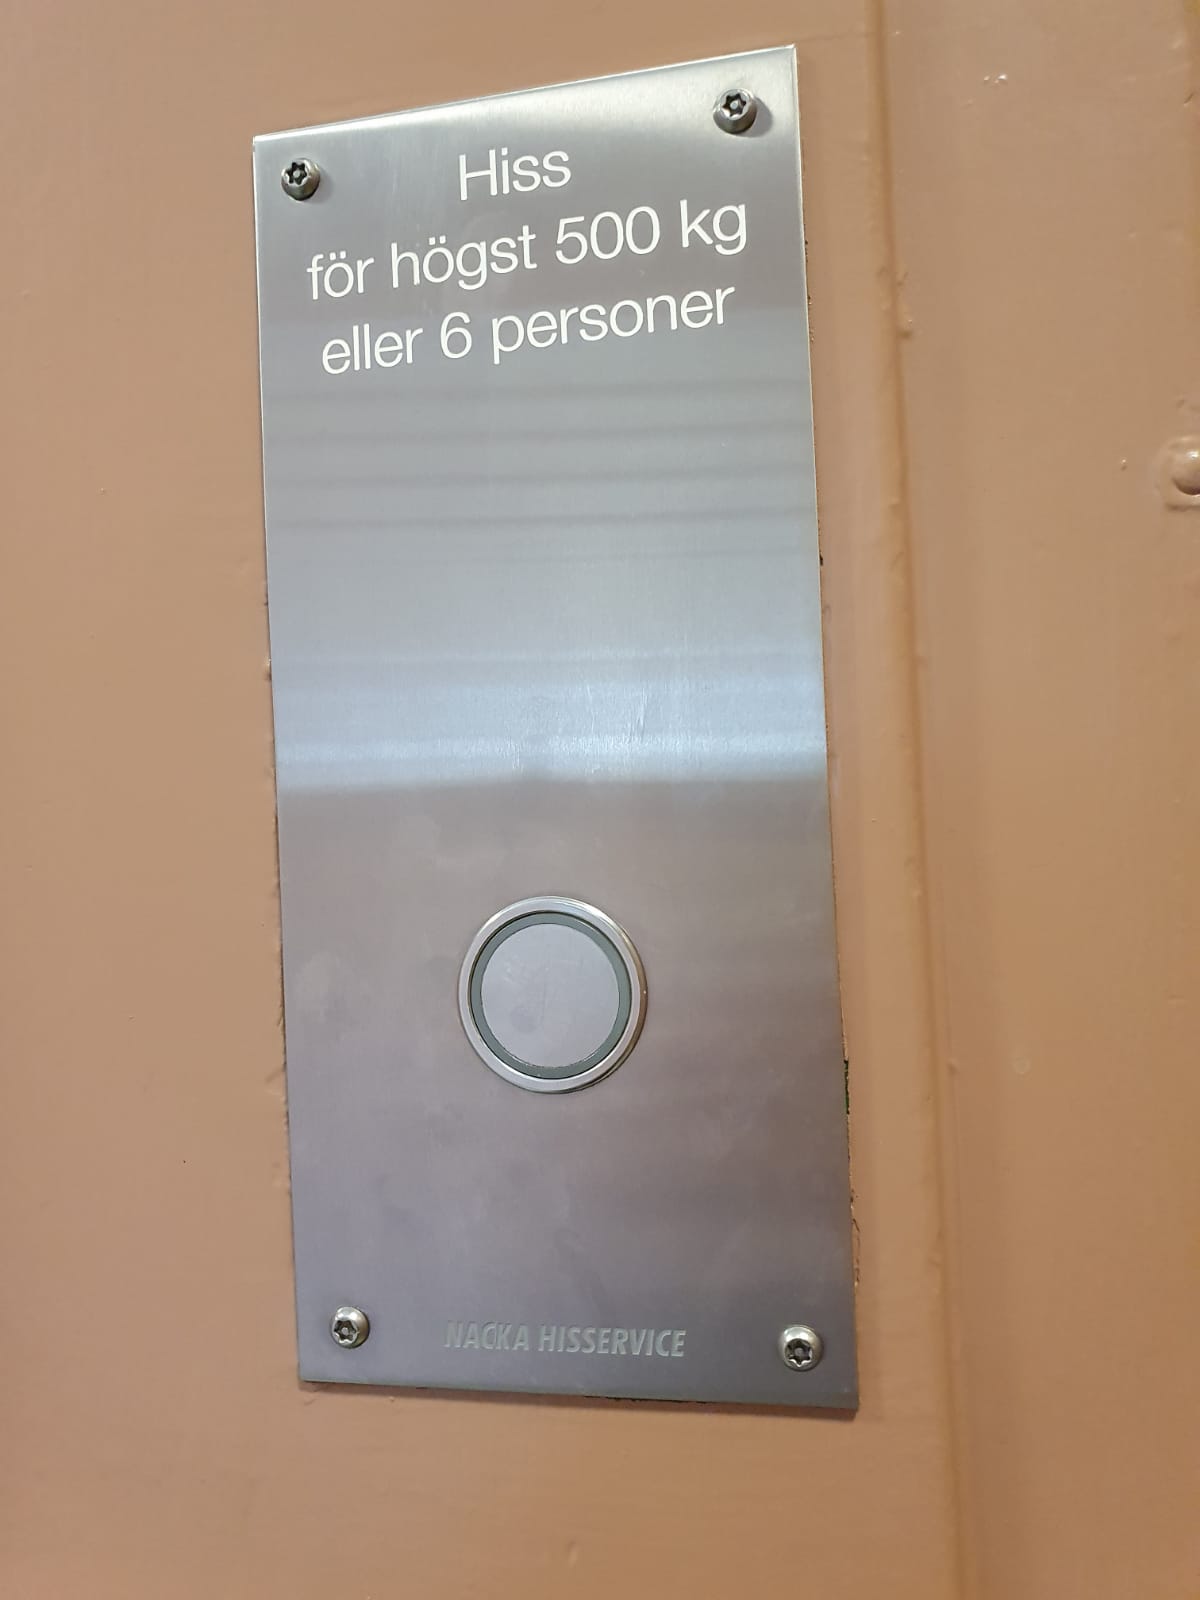 Hiss
för högst 500 kg
eller 6 personer
NACKA HISSERVICE